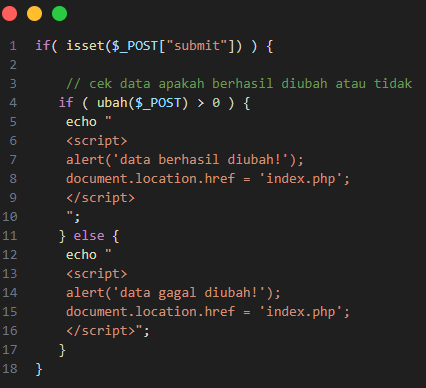 1 if( isset($_POST["submit"]) ) {
2
3 // cek data apakah berhasil diubah atau tidak
4 if ( ubah($_POST) > 0 ) {
5 echo "
6 <script>
7 alert('data berhasil diubah!');
8 document.location.href = 'index.php';
9 </script>
10 ";
11 } else {
12 echo "
13 <script>
14 alert('data gagal diubah!');
15 document.location.href = 'index.php';
16 </script>";
17 }
18 }